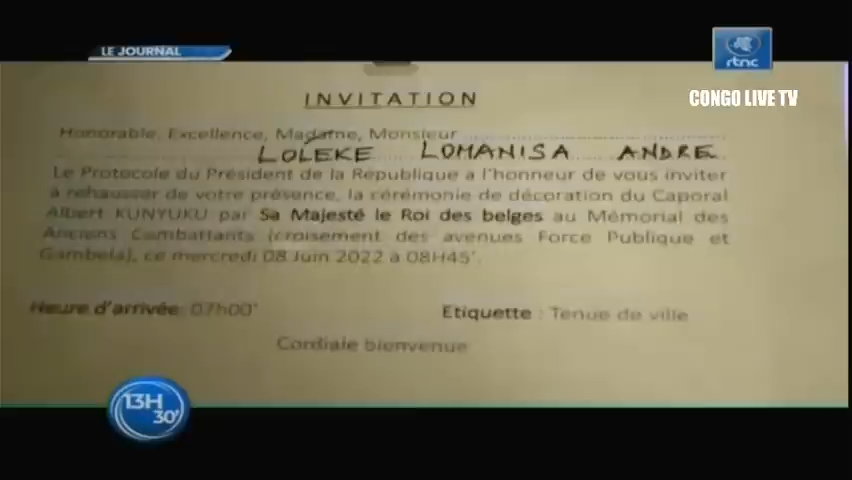 LE JOURNAL
rtnc
CONGO LIVE TV
INVITATION
Honorable, Excellence, Madame, Monsieur
LOLEKE LOMANISA ANDRE
Le Protocole du Président de la République a l'honneur de vous inviter
à rehausser de votre présence, la cérémonie de décoration du Caporal
Albert KUNYUKU par Sa Majesté le Roi des belges au Mémorial des
Anciens Combattants (croisement des avenues Force Publique et
Gambela), ce mercredi 08 Juin 2022 à 08H45'.
Heure d'arrivée 07h00' Etiquette : Tenue de ville
Cordiale bienvenue
13H
30'